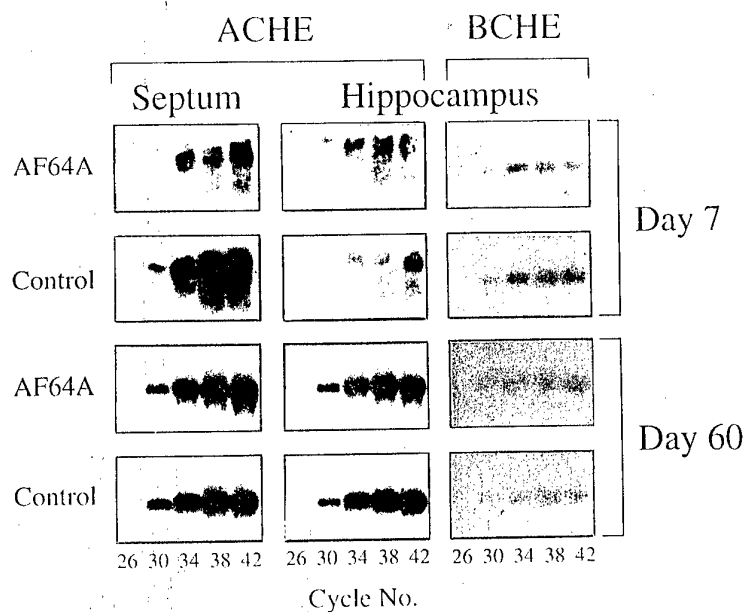 ACHE BCHE
Septum Hippocampus
AF64A
Day 7
Control
AF64A
Day 60
Control
26 30 34 38 42 26 30 34 38 42 26 30 34 38 42
Cycle No.